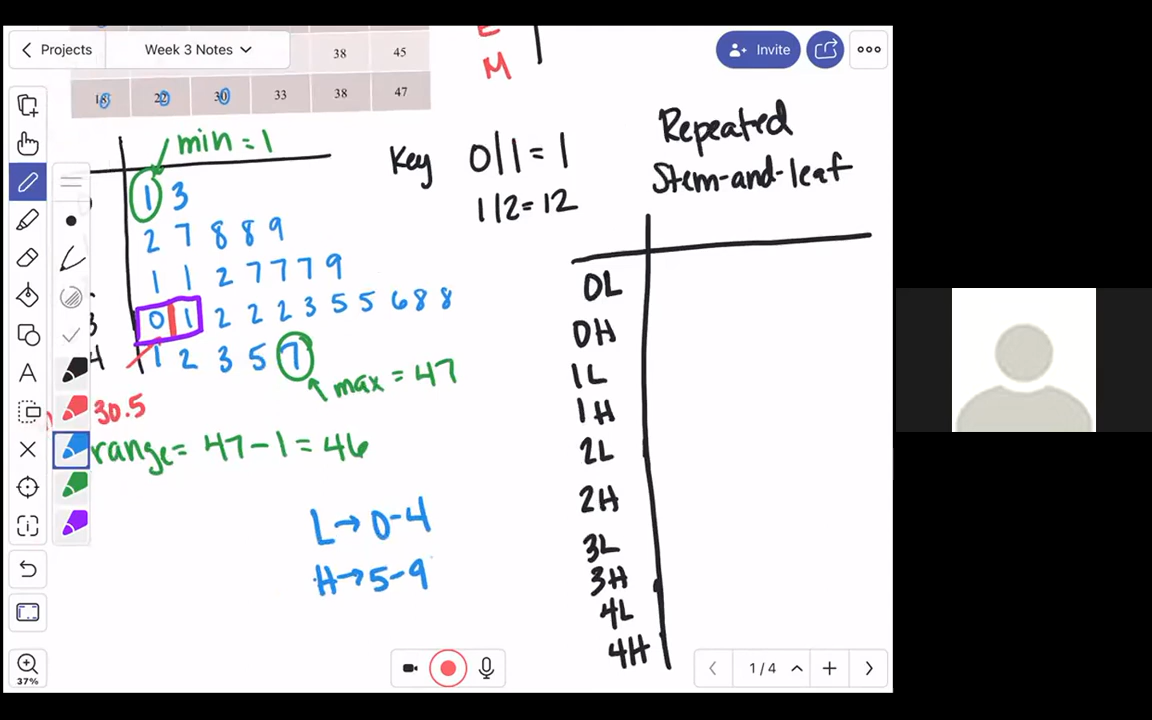 Projects
Week 3 Notes
Invite
38 45
18 22 30 33 38 47
E
M
min = 1
Key 0|1 = 1
1|2 = 12
Repeated
Stem-and-leaf
1 3
2 7 8 8 9
1 1 2 7 7 7 9
3 0 1 2 2 2 3 5 5 6 8 8
4 1 2 3 5 7
max = 47
30.5
range = 47 - 1 = 46
L → 0-4
H → 5-9
0L
0H
1L
1H
2L
2H
3L
3H
4L
4H
A
37%
1/4